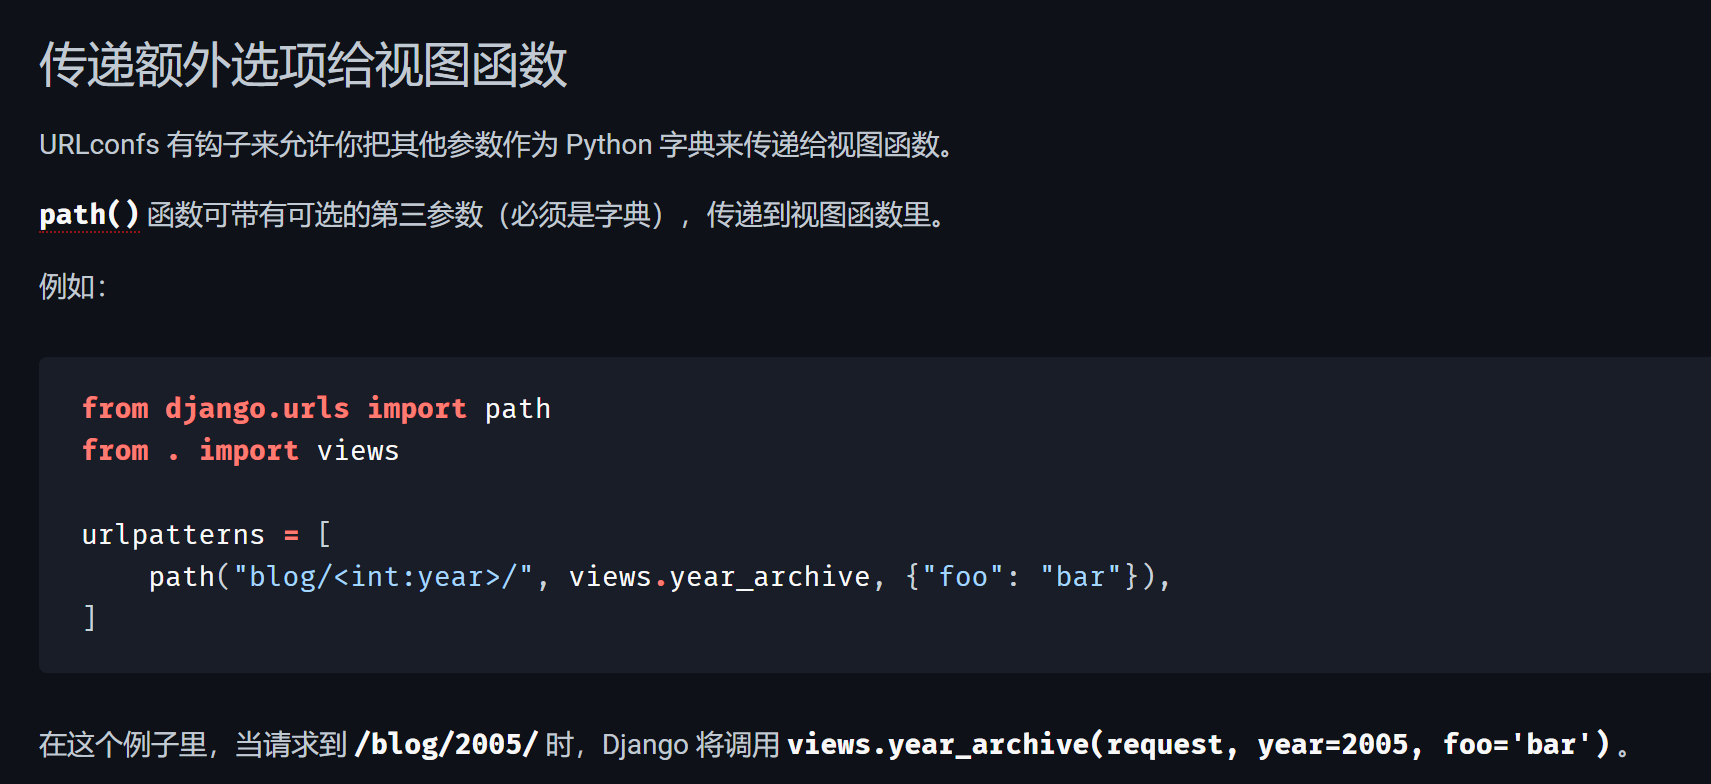 传递额外选项给视图函数
URLconfs 有钩子来允许你把其他参数作为 Python 字典来传递给视图函数。
path() 函数可带有可选的第三参数（必须是字典），传递到视图函数里。
例如：
from django.urls import path
from . import views
urlpatterns = [
    path("blog/<int:year>/", views.year_archive, {"foo": "bar"}),
]
在这个例子里，当请求到 /blog/2005/ 时，Django 将调用 views.year_archive(request, year=2005, foo='bar')。